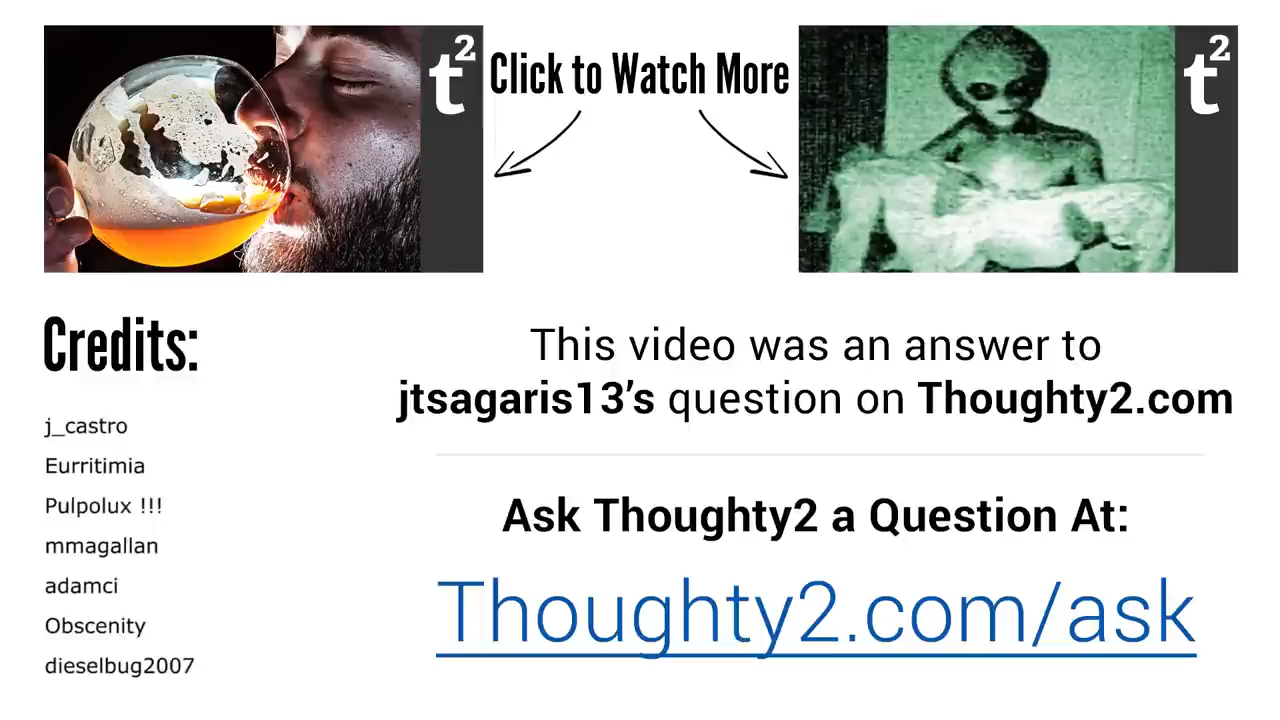 t2
Click to Watch More
t2
Credits:
j_castro
Eurritimia
Pulpolux !!!
mmagallan
adamci
Obscenity
dieselbug2007
This video was an answer to
jtsagaris13’s question on Thoughty2.com
Ask Thoughty2 a Question At:
Thoughty2.com/ask